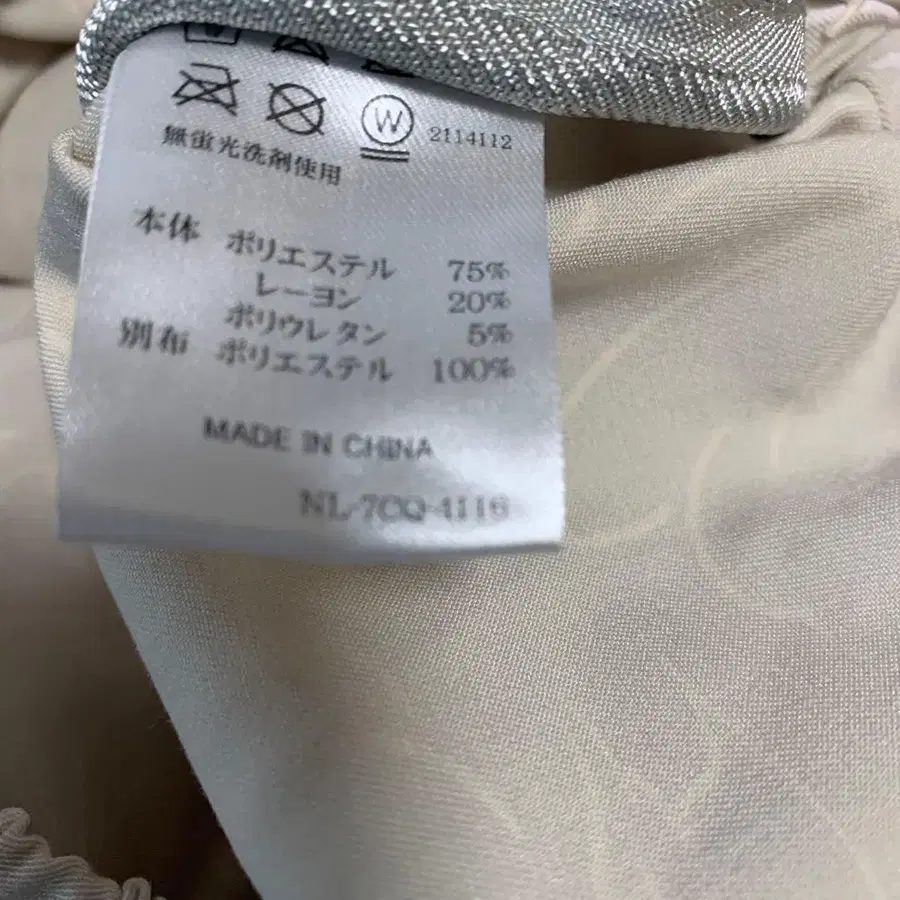 W 2114112
無蛍光洗剤使用
本体 ポリエステル 75%
レーヨン 20%
ポリウレタン 5%
別布 ポリエステル 100%
MADE IN CHINA
NL-7CQ-4116